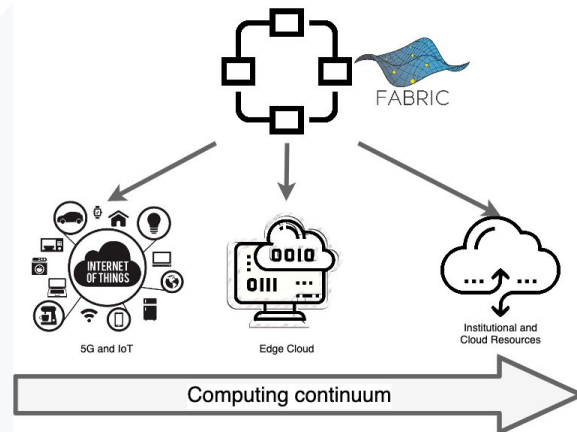 FABRIC
INTERNET
OF THINGS
0010
0111
5G and IoT
Edge Cloud
Institutional and
Cloud Resources
Computing continuum